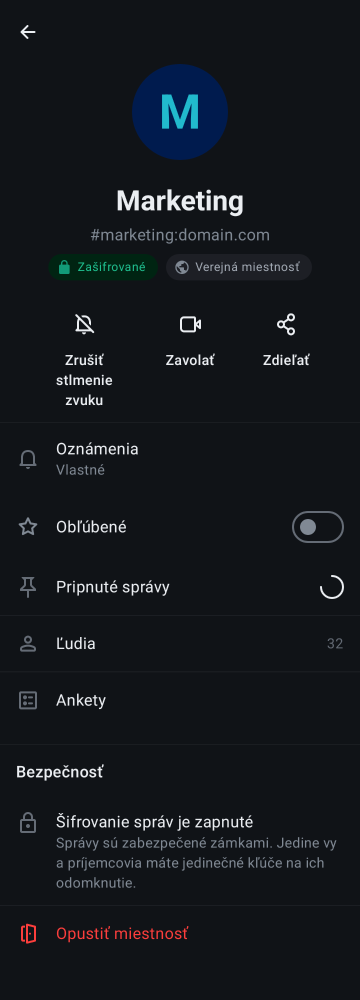 M
Marketing
#marketing:domain.com
Zašifrované
Verejná miestnosť
Zrušiť
stlmenie
zvuku
Zavolať
Zdieľať
Oznámenia
Vlastné
Obľúbené
Pripnuté správy
Ľudia
32
Ankety
Bezpečnosť
Šifrovanie správ je zapnuté
Správy sú zabezpečené zámkami. Jedine vy
a príjemcovia máte jedinečné kľúče na ich
odomknutie.
Opustiť miestnosť